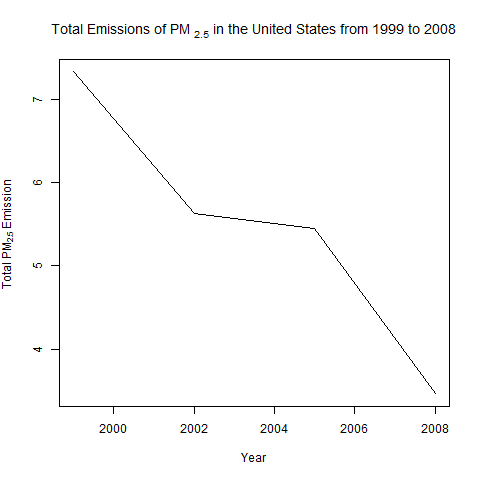 Total Emissions of PM 2.5 in the United States from 1999 to 2008
7
6
5
4
Total PM2.5 Emission
2000 2002 2004 2006 2008
Year